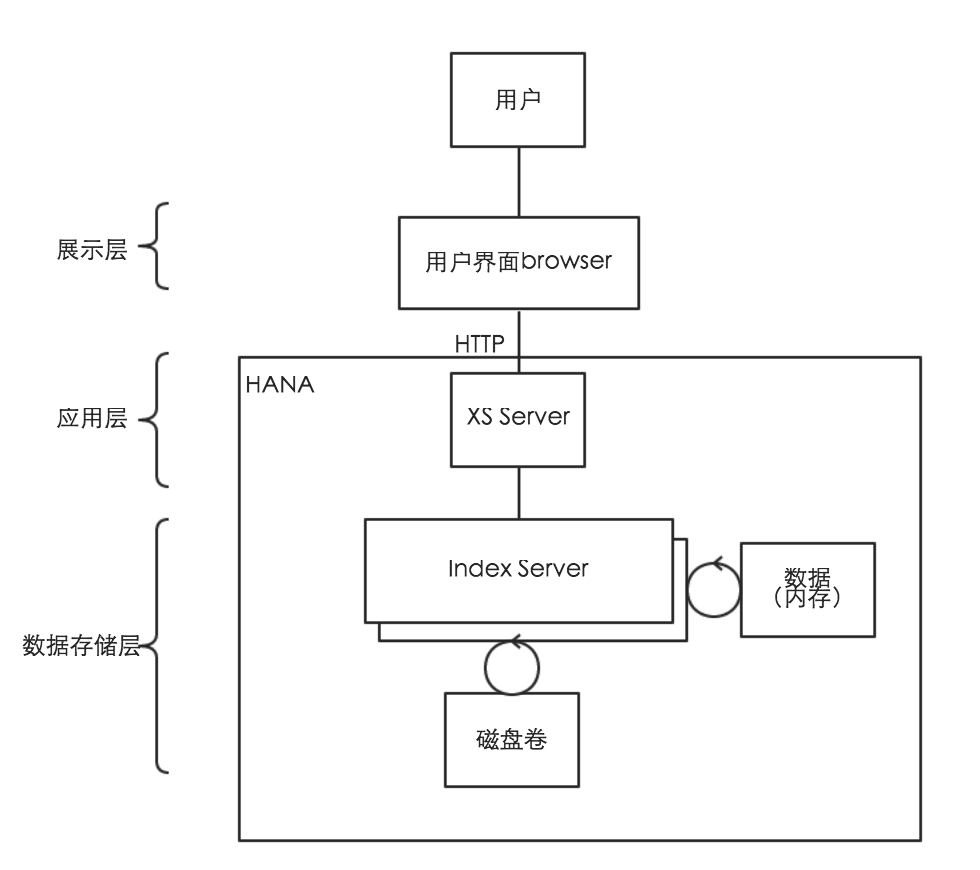 用户
展示层
用户界面browser
HTTP
HANA
应用层
XS Server
Index Server
数据
（内存）
数据存储层
磁盘卷